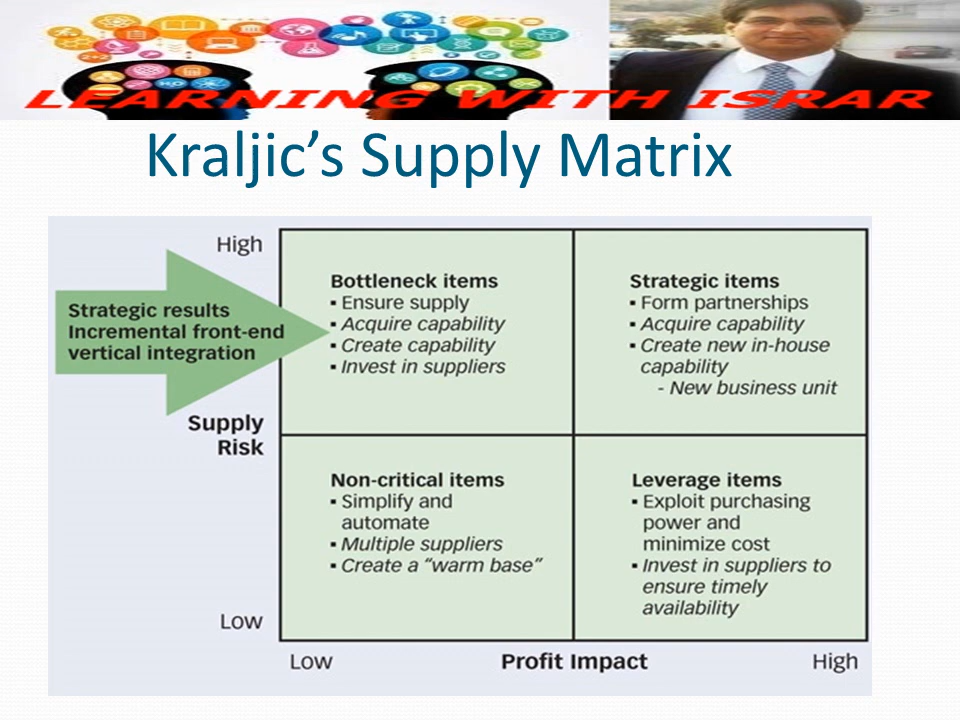 LEARNING WITH ISRAR
Kraljic’s Supply Matrix
High
Strategic results
Incremental front-end
vertical integration
Supply
Risk
Low
Bottleneck items
▪ Ensure supply
▪ Acquire capability
▪ Create capability
▪ Invest in suppliers
Strategic items
▪ Form partnerships
▪ Acquire capability
▪ Create new in-house
capability
- New business unit
Non-critical items
▪ Simplify and
automate
▪ Multiple suppliers
▪ Create a “warm base”
Leverage items
▪ Exploit purchasing
power and
minimize cost
▪ Invest in suppliers to
ensure timely
availability
Low
Profit Impact
High